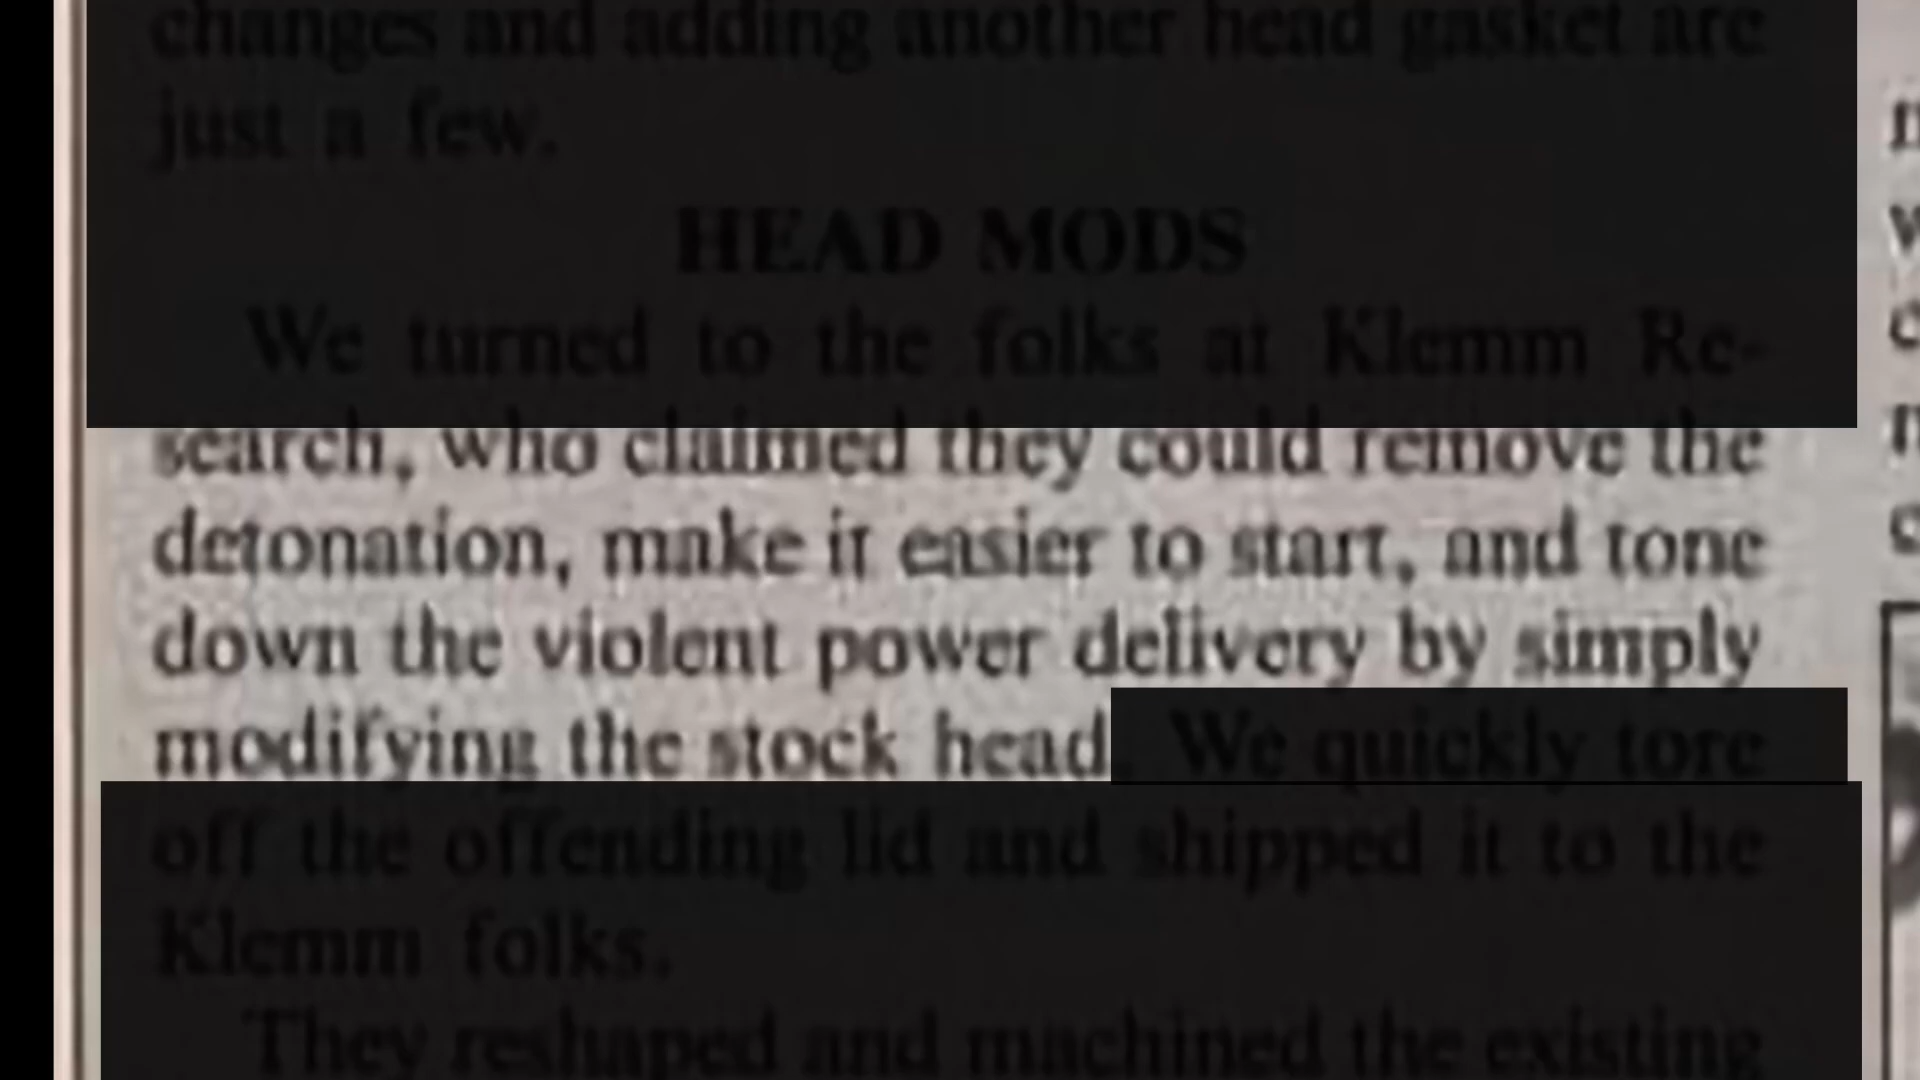 changes and adding another head gasket are
just a few.
HEAD MODS
We turned to the folks at Klemm Re-
search, who claimed they could remove the
detonation, make it easier to start, and tone
down the violent power delivery by simply
modifying the stock head. We quickly tore
off the offending lid and shipped it to the
Klemm folks.
They reshaped and machined the existing